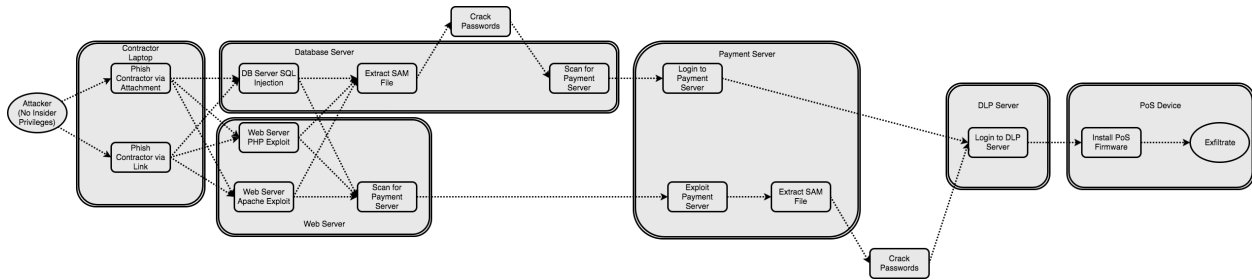 Attacker
(No Insider
Privileges)
Contractor
Laptop
Phish
Contractor via
Attachment
Phish
Contractor via
Link
Database Server
DB Server SQL
Injection
Extract SAM
File
Crack
Passwords
Scan for
Payment
Server
Web Server
PHP Exploit
Web Server
Apache Exploit
Scan for
Payment
Server
Web Server
Payment Server
Login to
Payment
Server
Exploit
Payment
Server
Extract SAM
File
Crack
Passwords
DLP Server
Login to DLP
Server
PoS Device
Install PoS
Firmware
Exfiltrate